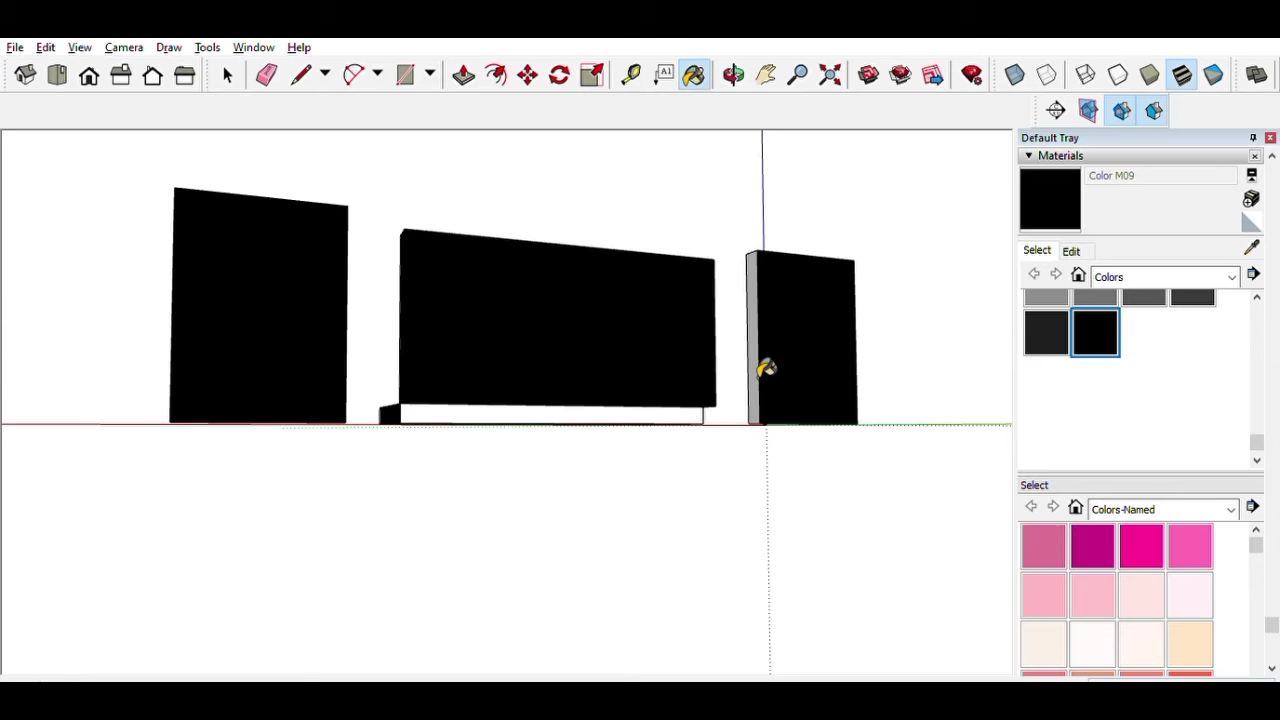 File Edit View Camera Draw Tools Window Help
A1
Default Tray
Materials
Color M09
Select Edit
Colors
Select
Colors-Named